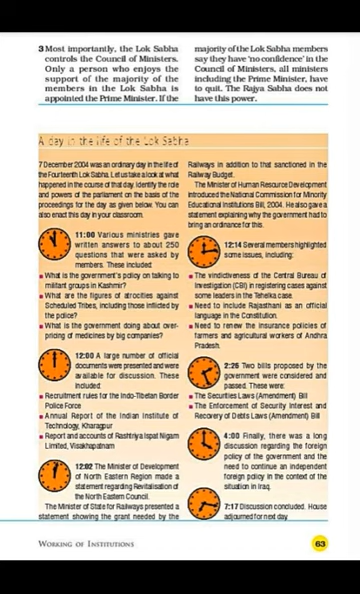 3 Most importantly, the Lok Sabha
controls the Council of Ministers.
Only a person who enjoys the
support of the majority of the
members in the Lok Sabha is
appointed the Prime Minister. If the
majority of the Lok Sabha members
say they have 'no confidence' in the
Council of Ministers, all ministers
including the Prime Minister, have
to quit. The Rajya Sabha does not
have this power.
A day in the life of the Lok Sabha
7 December 2004 was an ordinary day in the life of
the Fourteenth Lok Sabha. Let us take a look at what
happened in the course of that day. Identify the role
and powers of the parliament on the basis of the
proceedings for the day as given below. You can
also enact this day in your classroom.
11:00 Various ministries gave
written answers to about 250
questions that were asked by
members. These included:
■ What is the government's policy on talking to
militant groups in Kashmir?
■ What are the figures of atrocities against
Scheduled Tribes, including those inflicted by
the police?
■ What is the government doing about over-
pricing of medicines by big companies?
12:00 A large number of official
documents were presented and were
available for discussion. These
included:
■ Recruitment rules for the Indo-Tibetan Border
Police Force
■ Annual Report of the Indian Institute of
Technology, Kharagpur
■ Report and accounts of Rashtriya Ispat Nigam
Limited, Visakhapatnam
12:02 The Minister of Development
of North Eastern Region made a
statement regarding Revitalisation of
the North Eastern Council.
The Minister of State for Railways presented a
statement showing the grant needed by the
Railways in addition to that sanctioned in the
Railway Budget.
The Minister of Human Resource Development
introduced the National Commission for Minority
Educational Institutions Bill, 2004. He also gave a
statement explaining why the government had to
bring an ordinance for this.
12:14 Several members highlighted
some issues, including:
■ The vindictiveness of the Central Bureau of
Investigation (CBI) in registering cases against
some leaders in the Tehelka case.
■ Need to include Rajasthani as an official
language in the Constitution.
■ Need to renew the insurance policies of
farmers and agricultural workers of Andhra
Pradesh.
2:26 Two bills proposed by the
government were considered and
passed. These were:
■ The Securities Laws (Amendment) Bill
■ The Enforcement of Security Interest and
Recovery of Debts Laws (Amendment) Bill
4:00 Finally, there was a long
discussion regarding the foreign
policy of the government and the
need to continue an independent
foreign policy in the context of the
situation in Iraq.
7:17 Discussion concluded. House
adjourned for next day.
WORKING OF INSTITUTIONS
63